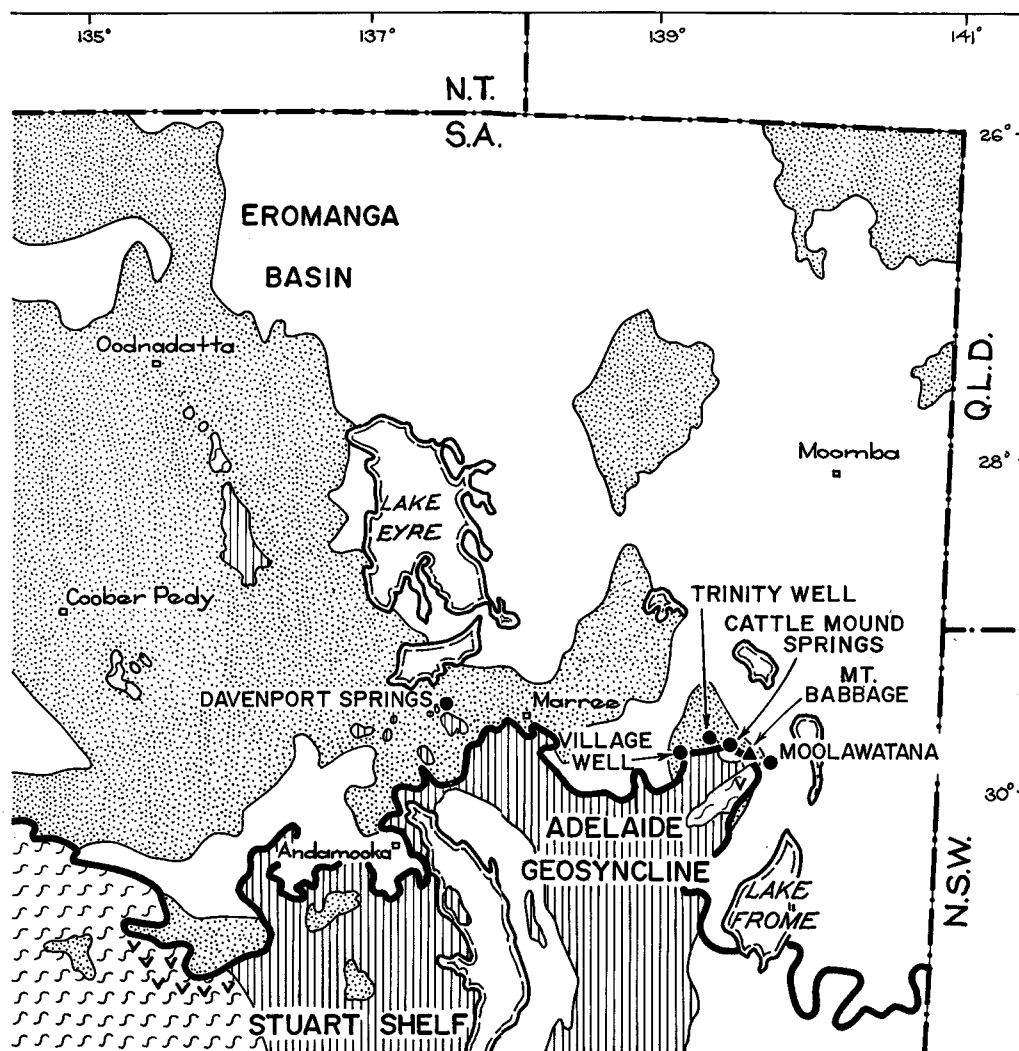 135°
137°
139°
141°
N.T.
S.A.
26°
EROMANGA
BASIN
Oodnadatta
Q.L.D.
Moomba
28°
LAKE
EYRE
TRINITY WELL
Coober Pedy
CATTLE MOUND
SPRINGS
MT.
BABBAGE
DAVENPORT SPRINGS
Marree
VILLAGE
WELL
MOOLAWATANA
30°
ADELAIDE
Andamooka
GEOSYNCLINE
LAKE
FROME
N.S.W.
STUART SHELF